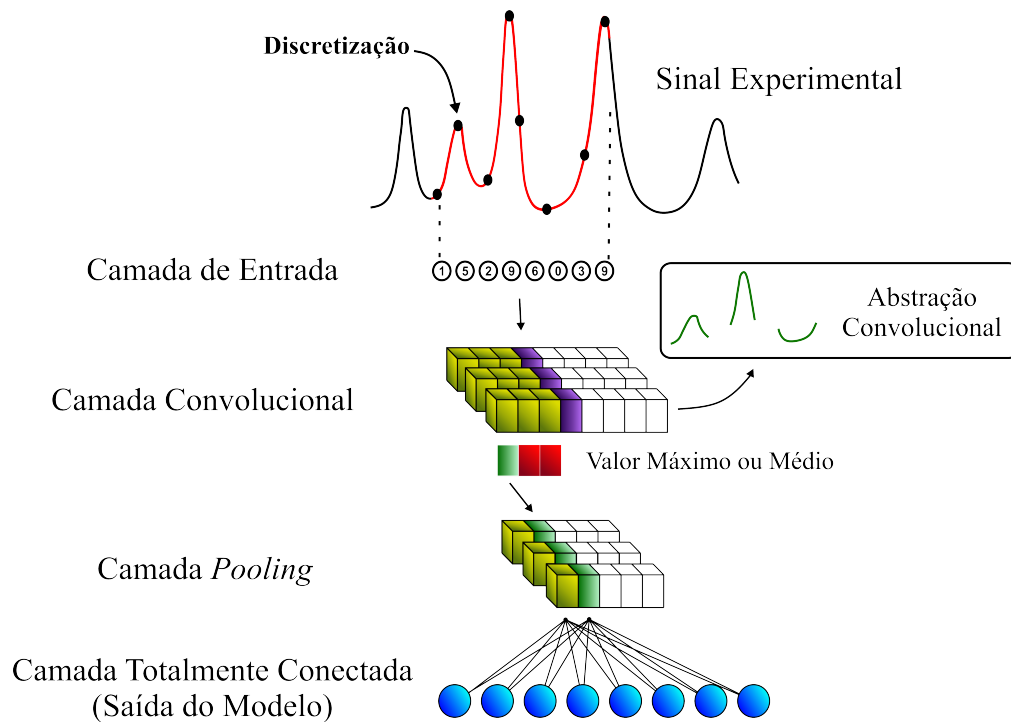 Discretização
Sinal Experimental
Camada de Entrada
1 5 2 9 6 0 3 9
Abstração
Convolucional
Camada Convolucional
Valor Máximo ou Médio
Camada Pooling
Camada Totalmente Conectada
(Saída do Modelo)